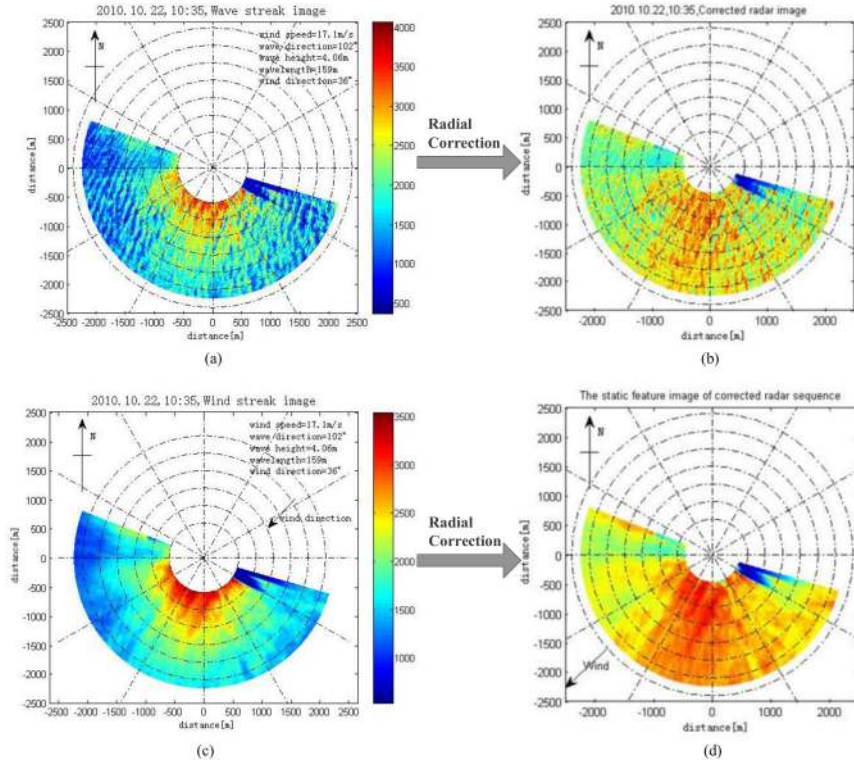 2010.10.22,10:35,Wave streak image
wind speed=17.1m/s
wave direction=102°
wave height=4.06m
wavelength=159m
wind direction=36°
N
2500
2000
1500
1000
500
0
-500
-1000
-1500
-2000
-2500
distance[m]
-2500 -2000 -1500 -1000 -500 0 500 1000 1500 2000 2500
distance[m]
4000
3500
3000
2500
2000
1500
1000
500
(a)
Radial
Correction
2010.10.22,10:35,Corrected radar image
N
2500
2000
1500
1000
500
0
-500
-1000
-1500
-2000
-2500
distance[m]
-2000 -1000 0 1000 2000
distance[m]
(b)
2010.10.22,10:35,Wind streak image
wind speed=17.1m/s
wave/direction=102°
wave height=4.06m
wavelength=159m
wind direction=36°
wind direction
N
2500
2000
1500
1000
500
0
-500
-1000
-1500
-2000
-2500
distance[m]
-2500 -2000 -1500 -1000 -500 0 500 1000 1500 2000 2500
distance[m]
3500
3000
2500
2000
1500
1000
(c)
Radial
Correction
The static feature image of corrected radar sequence
N
2500
2000
1500
1000
500
0
-500
-1000
-1500
-2000
-2500
distance[m]
Wind
-2000 -1000 0 1000 2000
distance[m]
(d)